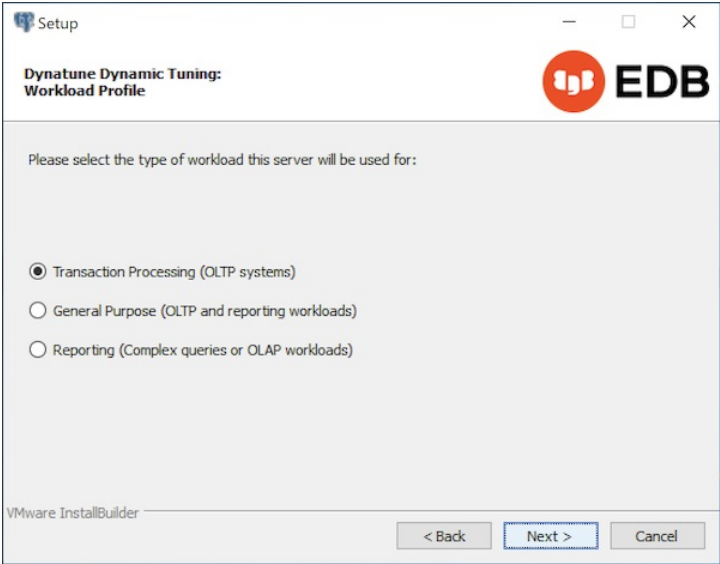 Setup
Dynatune Dynamic Tuning:
Workload Profile
EDB
Please select the type of workload this server will be used for:
Transaction Processing (OLTP systems)
General Purpose (OLTP and reporting workloads)
Reporting (Complex queries or OLAP workloads)
VMware InstallBuilder
< Back
Next >
Cancel